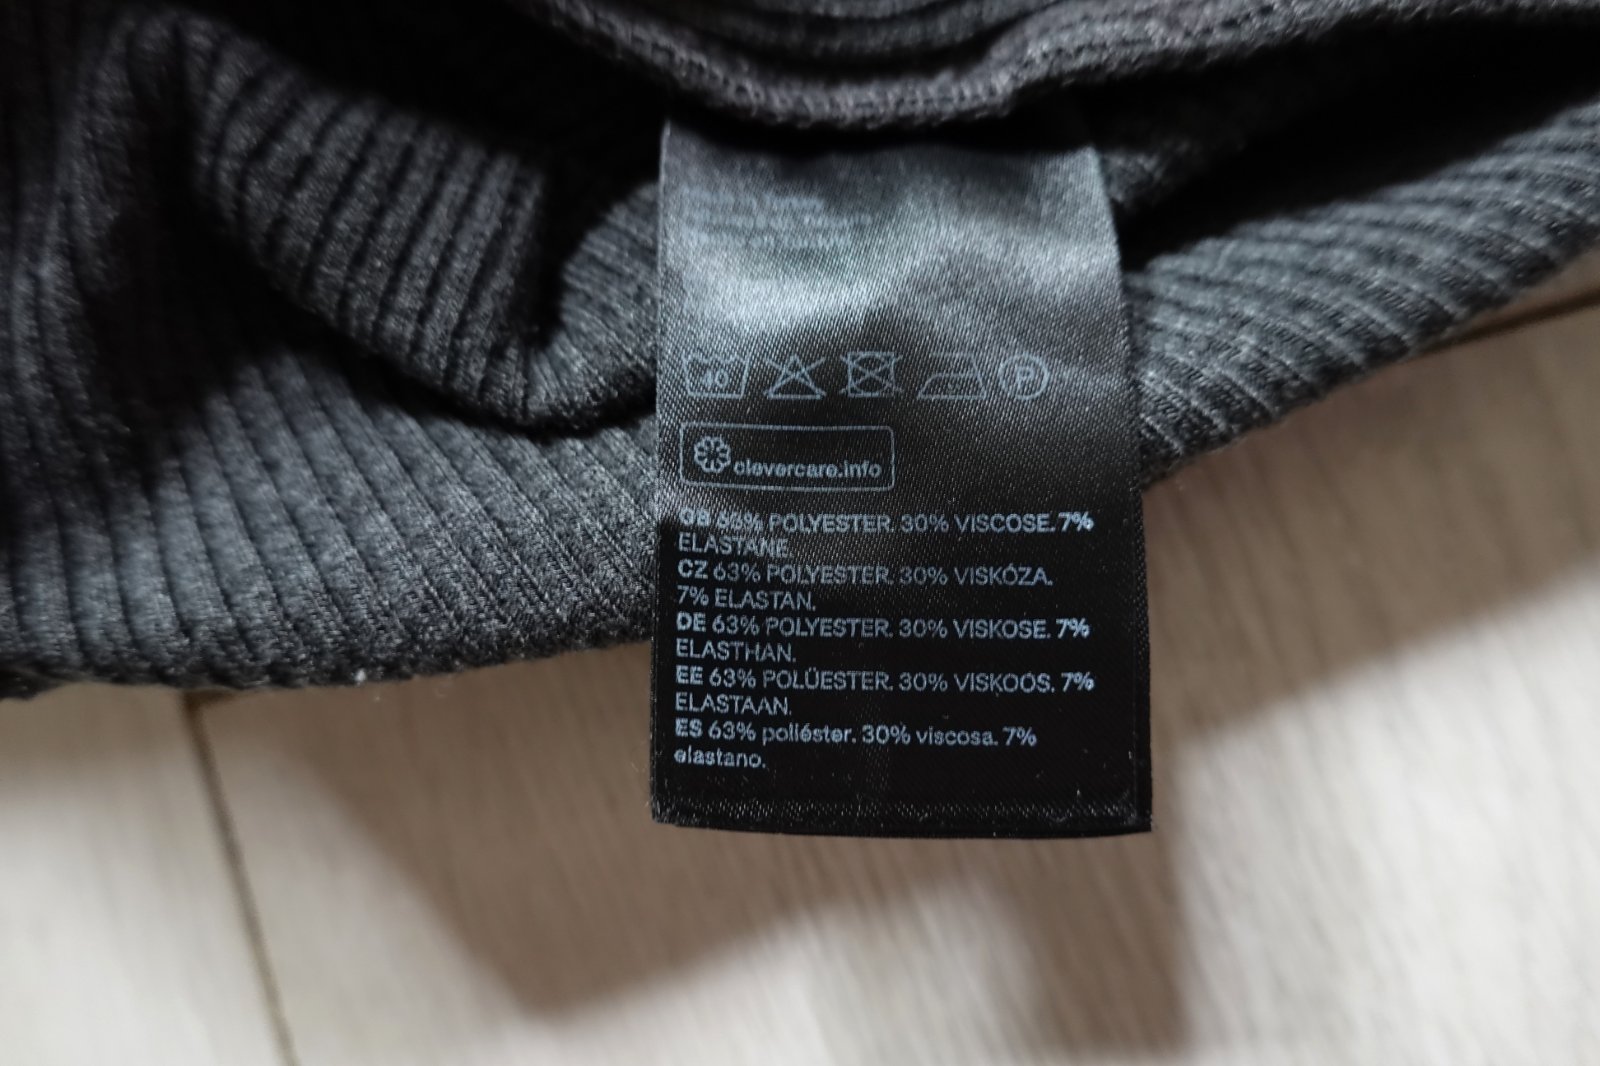 40
P
clevercare.info
GB 63% POLYESTER. 30% VISCOSE. 7%
ELASTANE.
CZ 63% POLYESTER. 30% VISKÓZA.
7% ELASTAN.
DE 63% POLYESTER. 30% VISKOSE. 7%
ELASTHAN.
EE 63% POLÜESTER. 30% VISKOOS. 7%
ELASTAAN.
ES 63% poliéster. 30% viscosa. 7%
elastano.